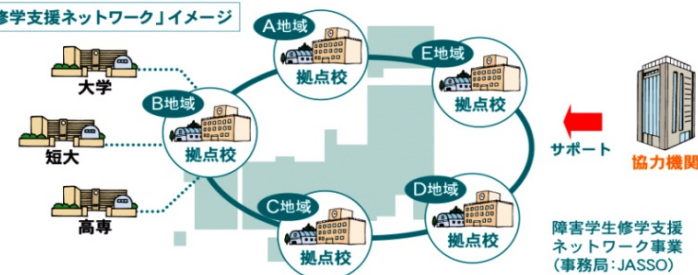 修学支援ネットワーク」イメージ
大学
短大
高専
A地域
拠点校
B地域
拠点校
C地域
拠点校
D地域
拠点校
E地域
拠点校
サポート
協力機関
障害学生修学支援
ネットワーク事業
(事務局:JASSO)